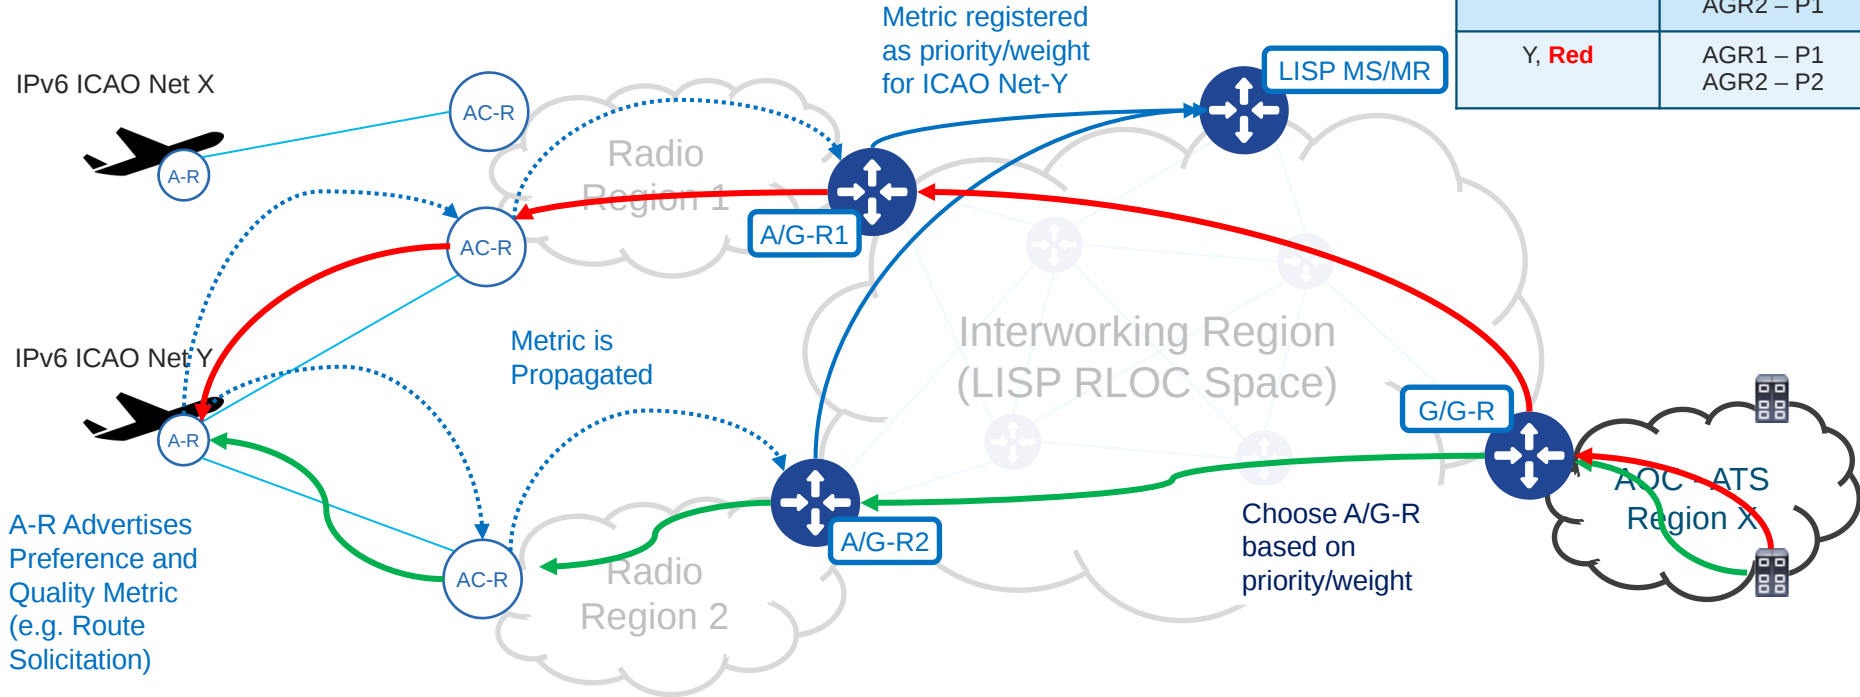 Metric registered
as priority/weight
for ICAO Net-Y
AGR2 – P1
Y, Red
AGR1 – P1
AGR2 – P2
LISP MS/MR
IPv6 ICAO Net X
A-R
AC-R
Radio
Region 1
AC-R
A/G-R1
IPv6 ICAO Net Y
A-R
Metric is
Propagated
Interworking Region
(LISP RLOC Space)
G/G-R
AOC - ATS
Region X
A-R Advertises
Preference and
Quality Metric
(e.g. Route
Solicitation)
AC-R
Radio
Region 2
A/G-R2
Choose A/G-R
based on
priority/weight